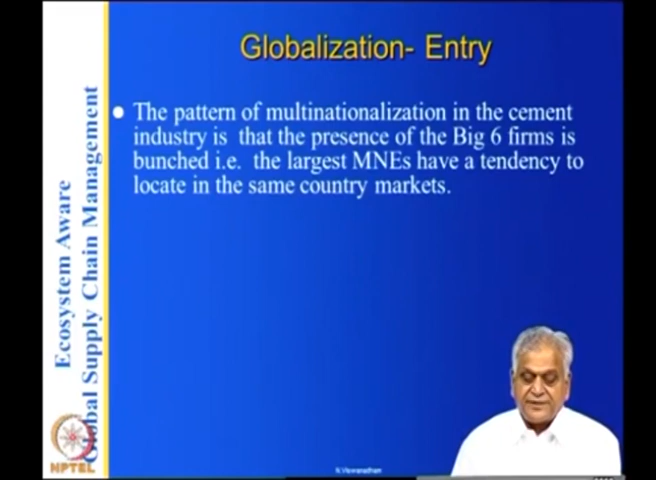 Globalization- Entry
The pattern of multinationalization in the cement
industry is that the presence of the Big 6 firms is
bunched i.e. the largest MNEs have a tendency to
locate in the same country markets.
Ecosystem Aware
Global Supply Chain Management
NPTEL
N.Viswanadham